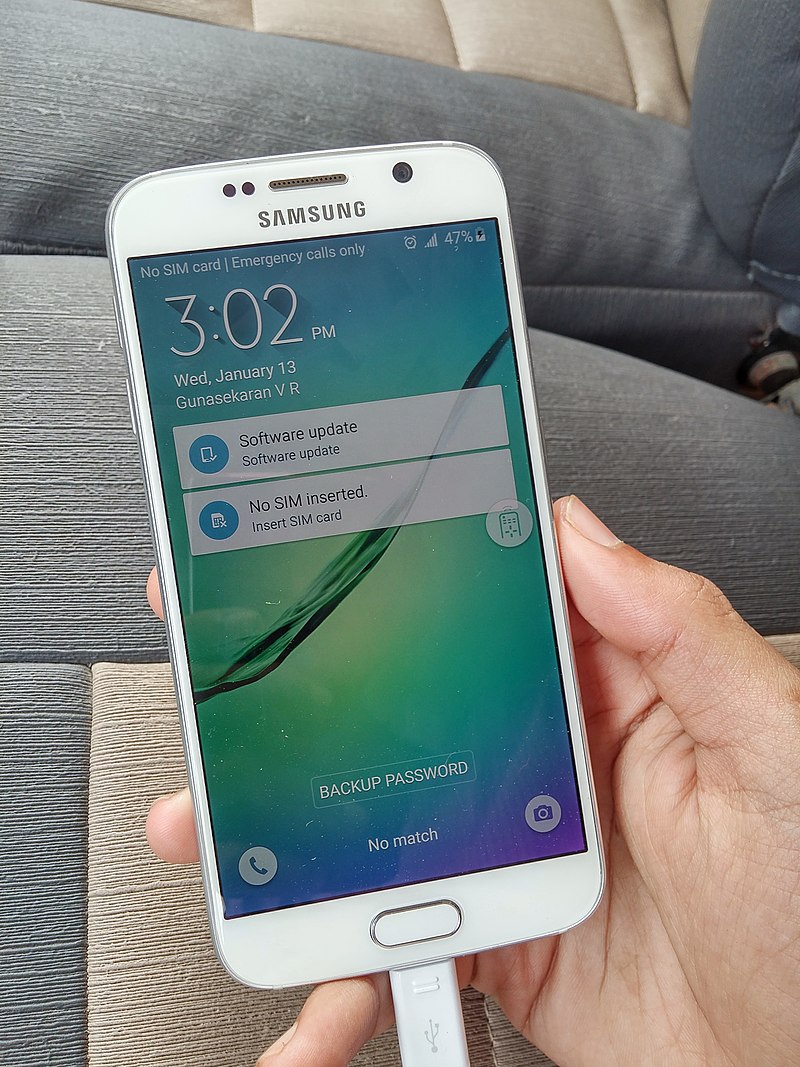 SAMSUNG
No SIM card | Emergency calls only 47%
3:02 PM
Wed, January 13
Gunasekaran V R
Software update
Software update
No SIM inserted.
Insert SIM card
BACKUP PASSWORD
No match